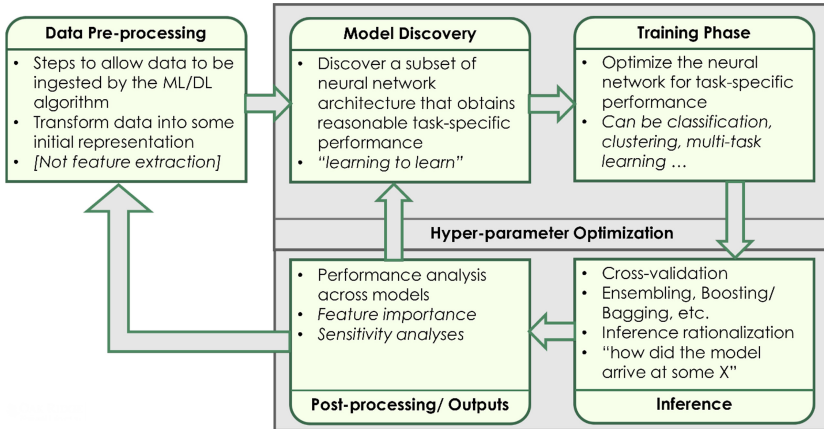 Data Pre-processing
• Steps to allow data to be
ingested by the ML/DL
algorithm
• Transform data into some
initial representation
• [Not feature extraction]
Model Discovery
• Discover a subset of
neural network
architecture that obtains
reasonable task-specific
performance
• “learning to learn”
Training Phase
• Optimize the neural
network for task-specific
performance
• Can be classification,
clustering, multi-task
learning …
Hyper-parameter Optimization
• Performance analysis
across models
• Feature importance
• Sensitivity analyses
Post-processing/ Outputs
• Cross-validation
• Ensembling, Boosting/
Bagging, etc.
• Inference rationalization
• “how did the model
arrive at some X”
Inference